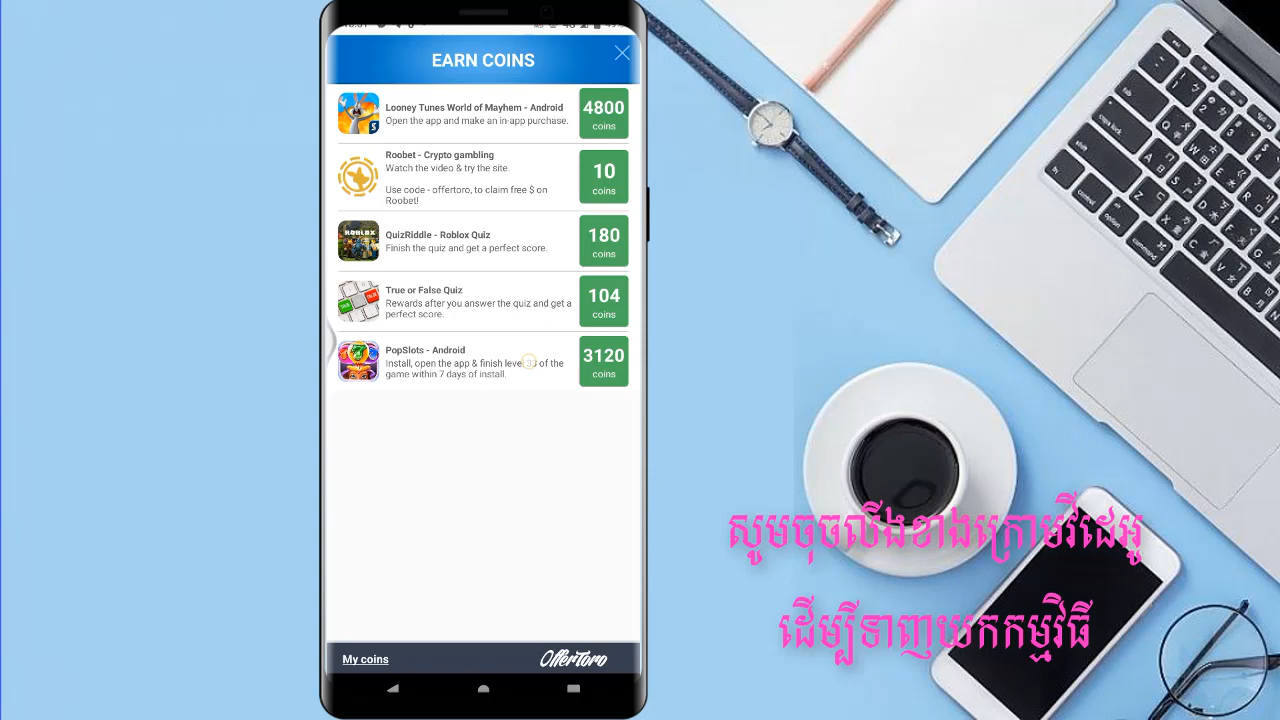 EARN COINS
Looney Tunes World of Mayhem - Android
Open the app and make an in-app purchase.
4800
coins
Roobet - Crypto gambling
Watch the video & try the site.
Use code - offertoro, to claim free $ on
Roobet!
10
coins
QuizRiddle - Roblox Quiz
Finish the quiz and get a perfect score.
180
coins
True or False Quiz
Rewards after you answer the quiz and get a
perfect score.
104
coins
PopSlots - Android
Install, open the app & finish level 33 of the
game within 7 days of install.
3120
coins
My coins
OfferToro
សូមចុចលីងខាងក្រោមវីដេអូ
ដើម្បីទាញយកកម្មវិធី